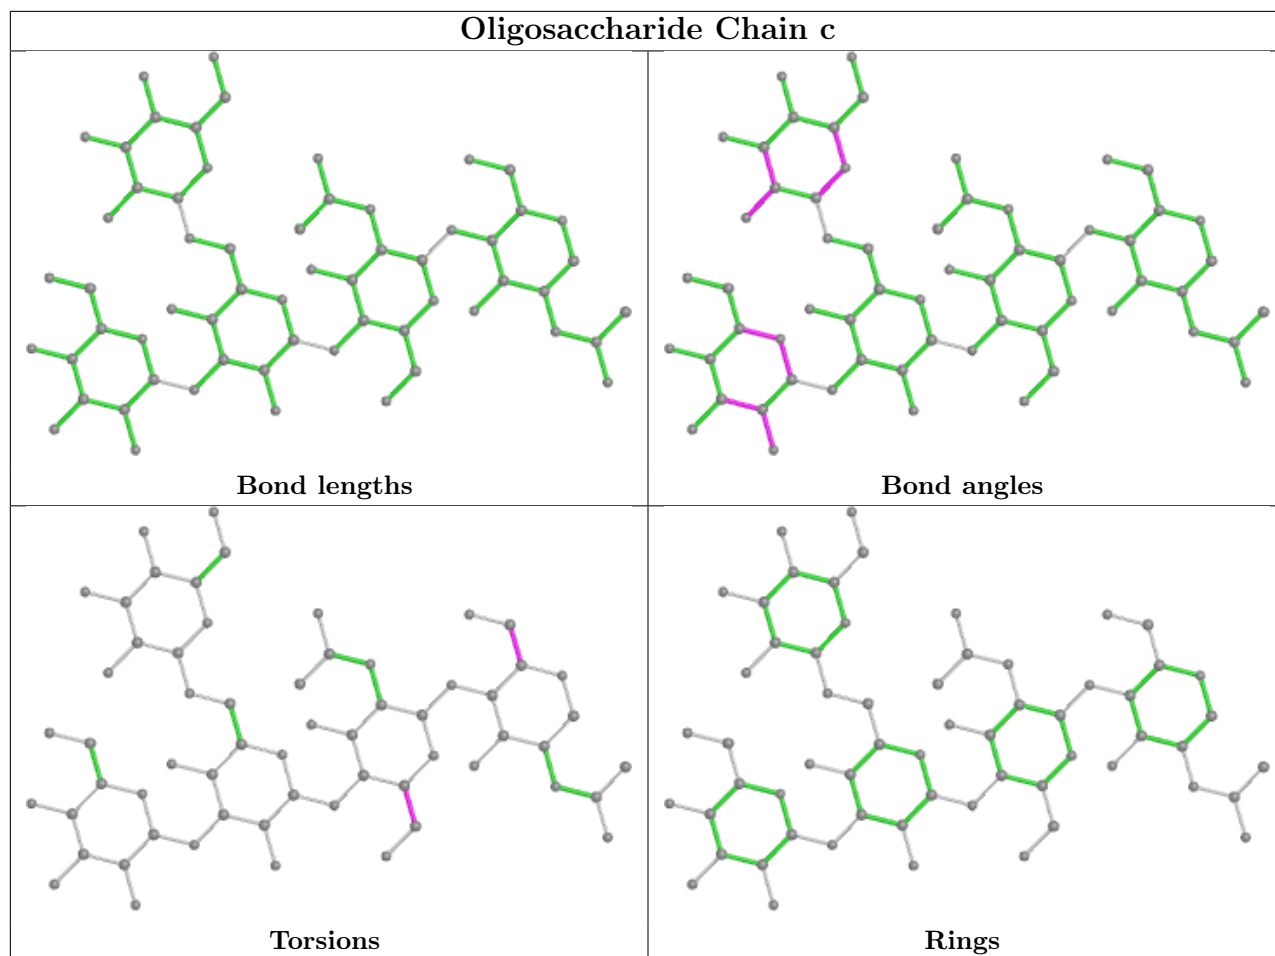 Oligosaccharide Chain c
Bond lengths
Bond angles
Torsions
Rings